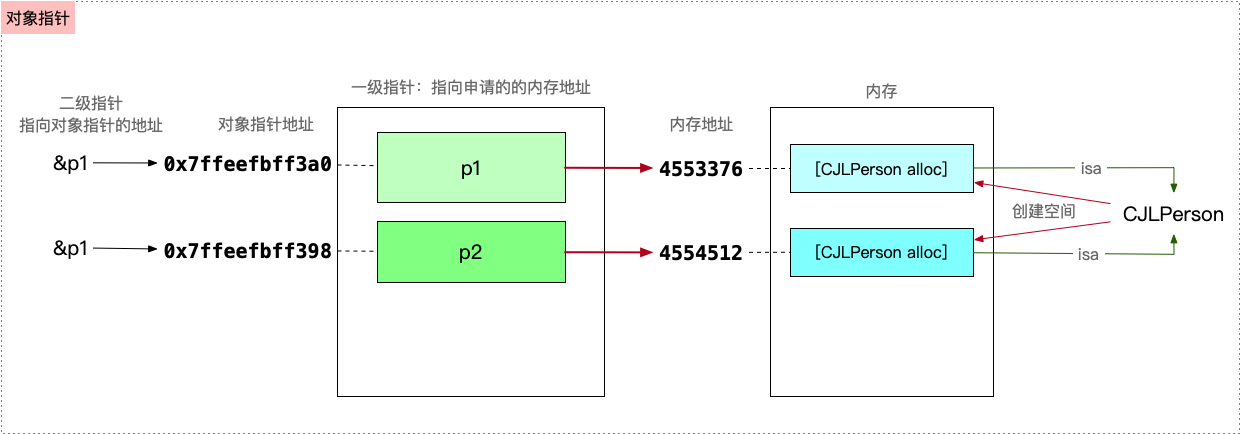 对象指针
一级指针：指向申请的的内存地址
内存
二级指针
指向对象指针的地址
对象指针地址
内存地址
&p1
0x7ffeefbff3a0
p1
4553376
[CJLPerson alloc]
isa
创建空间
CJLPerson
&p1
0x7ffeefbff398
p2
4554512
[CJLPerson alloc]
isa